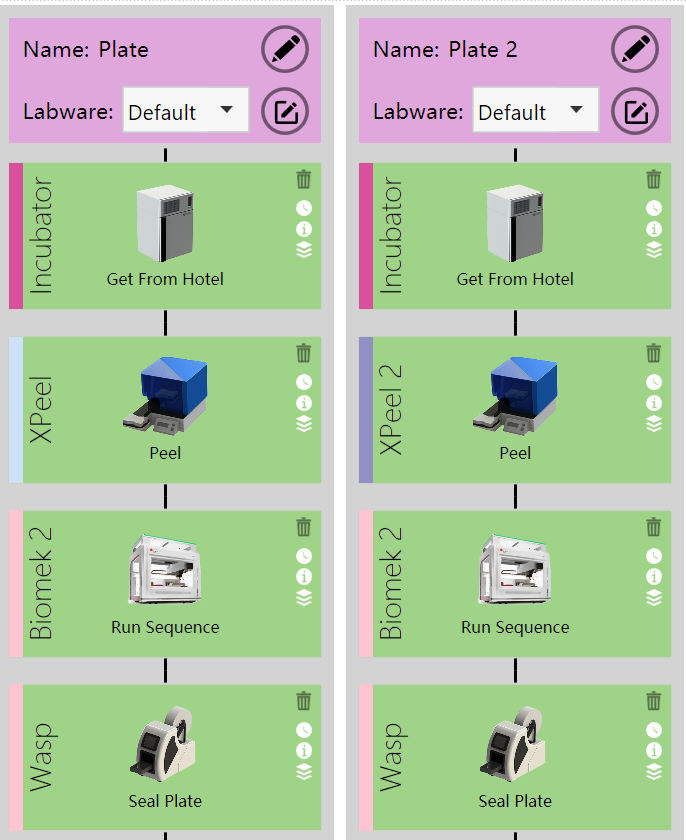 Name: Plate
Labware: Default
Incubator
Get From Hotel
XPeel
Peel
Biomek 2
Run Sequence
Wasp
Seal Plate
Name: Plate 2
Labware: Default
Incubator
Get From Hotel
XPeel 2
Peel
Biomek 2
Run Sequence
Wasp
Seal Plate